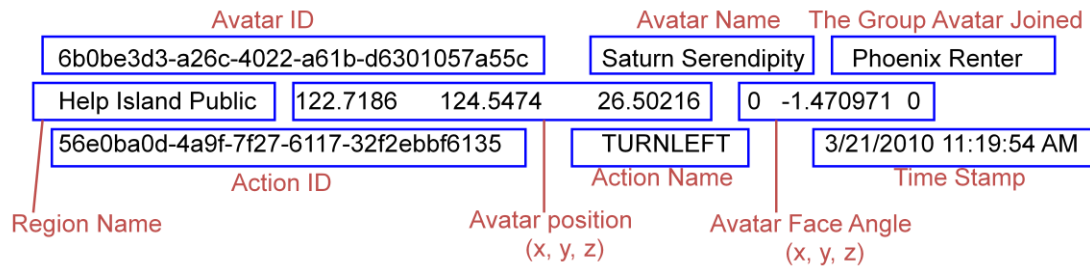 Avatar ID Avatar Name The Group Avatar Joined
6b0be3d3-a26c-4022-a61b-d6301057a55c Saturn Serendipity Phoenix Renter
Help Island Public 122.7186 124.5474 26.50216 0 -1.470971 0
56e0ba0d-4a9f-7f27-6117-32f2ebbf6135 TURNLEFT 3/21/2010 11:19:54 AM
Action ID Action Name Time Stamp
Region Name Avatar position Avatar Face Angle
(x, y, z) (x, y, z)